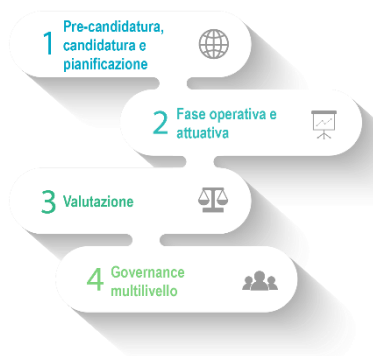 1 Pre-candidatura,
candidatura e
pianificazione
2 Fase operativa e
attuativa
3 Valutazione
4 Governance
multilivello